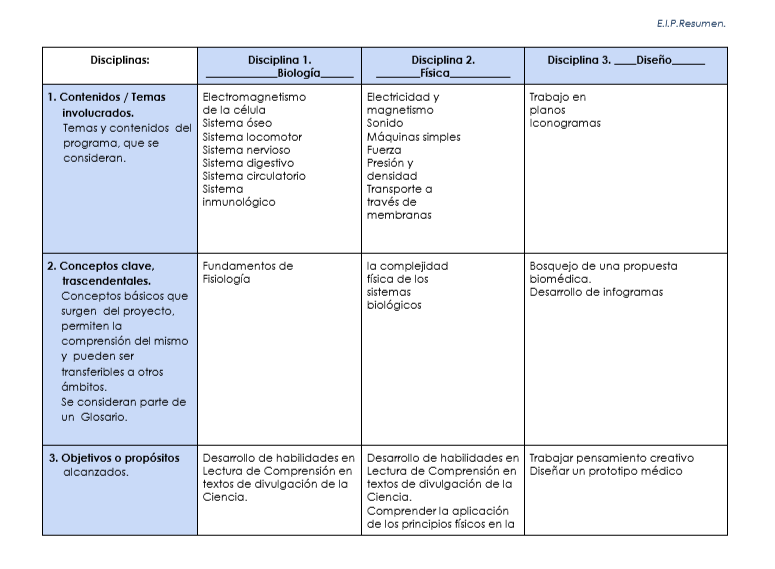 E.I.P.Resumen.
Disciplinas:
Disciplina 1.
____________Biología______
Disciplina 2.
_______Física__________
Disciplina 3. ____Diseño______
1. Contenidos / Temas
involucrados.
Temas y contenidos del
programa, que se
consideran.
Electromagnetismo
de la célula
Sistema óseo
Sistema locomotor
Sistema nervioso
Sistema digestivo
Sistema circulatorio
Sistema
inmunológico
Electricidad y
magnetismo
Sonido
Máquinas simples
Fuerza
Presión y
densidad
Transporte a
través de
membranas
Trabajo en
planos
Iconogramas
2. Conceptos clave,
trascendentales.
Conceptos básicos que
surgen del proyecto,
permiten la
comprensión del mismo
y pueden ser
transferibles a otros
ámbitos.
Se consideran parte de
un Glosario.
Fundamentos de
Fisiología
la complejidad
física de los
sistemas
biológicos
Bosquejo de una propuesta
biomédica.
Desarrollo de infogramas
3. Objetivos o propósitos
alcanzados.
Desarrollo de habilidades en
Lectura de Comprensión en
textos de divulgación de la
Ciencia.
Desarrollo de habilidades en
Lectura de Comprensión en
textos de divulgación de la
Ciencia.
Comprender la aplicación
de los principios físicos en la
Trabajar pensamiento creativo
Diseñar un prototipo médico